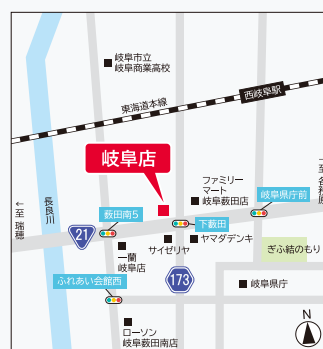 岐阜市立
岐阜商業高校
西岐阜駅
東海道本線
岐阜店
ファミリー
マート
岐阜薮田店
岐阜県庁前
←至 瑞穂
長良川
薮田南5
下薮田
21
一蘭
岐阜店
サイゼリヤ
ヤマダデンキ
ぎふ結のもり
ふれあい会館西
173
岐阜県庁
ローソン
岐阜薮田南店
N